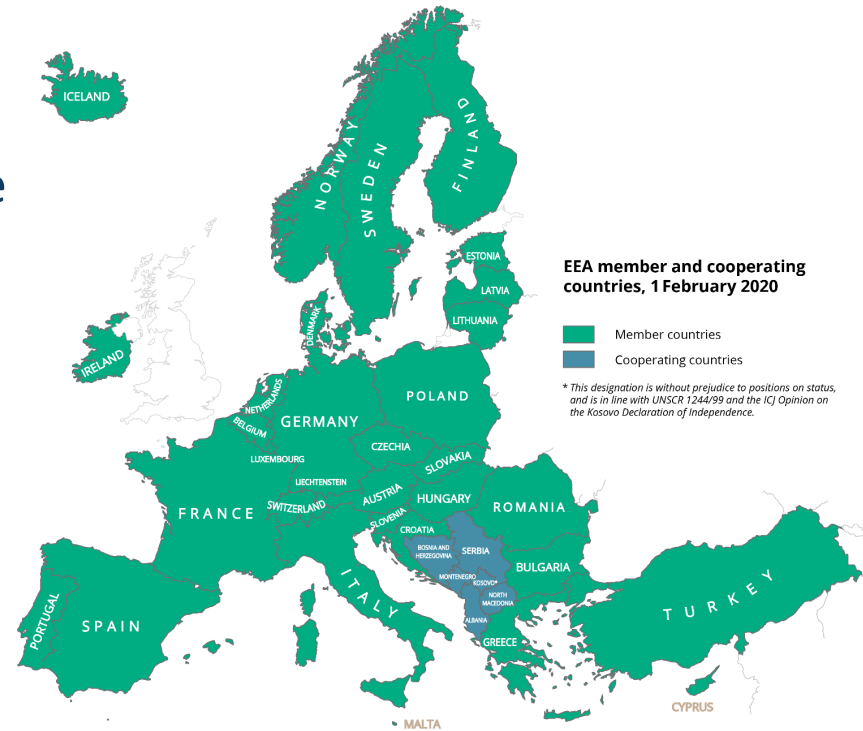 ICELAND
NORWAY
SWEDEN
FINLAND
e
ESTONIA
LATVIA
LITHUANIA
EEA member and cooperating
countries, 1 February 2020
Member countries
Cooperating countries
* This designation is without prejudice to positions on status,
and is in line with UNSCR 1244/99 and the ICJ Opinion on
the Kosovo Declaration of Independence.
DENMARK
IRELAND
NETHERLANDS
BELGIUM
POLAND
GERMANY
LUXEMBOURG
CZECHIA
SLOVAKIA
LIECHTENSTEIN
AUSTRIA
HUNGARY
FRANCE
SWITZERLAND
SLOVENIA
CROATIA
ROMANIA
BOSNIA AND
HERZEGOVINA
SERBIA
BULGARIA
MONTENEGRO
KOSOVO*
NORTH
MACEDONIA
ALBANIA
ITALY
TURKEY
PORTUGAL
SPAIN
GREECE
CYPRUS
MALTA